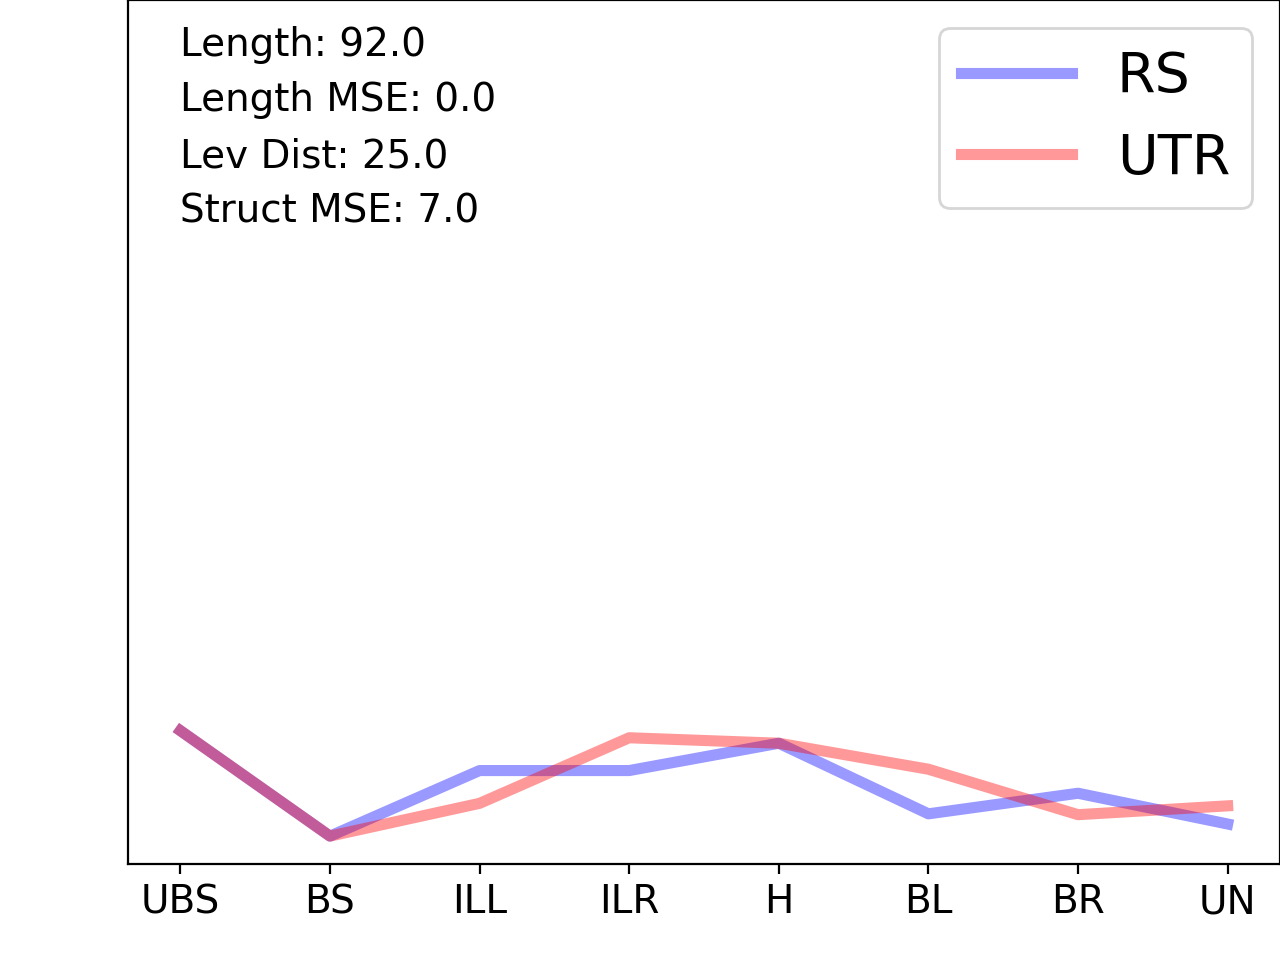 Length: 92.0
Length MSE: 0.0
Lev Dist: 25.0
Struct MSE: 7.0
RS
UTR
UBS BS ILL ILR H BL BR UN